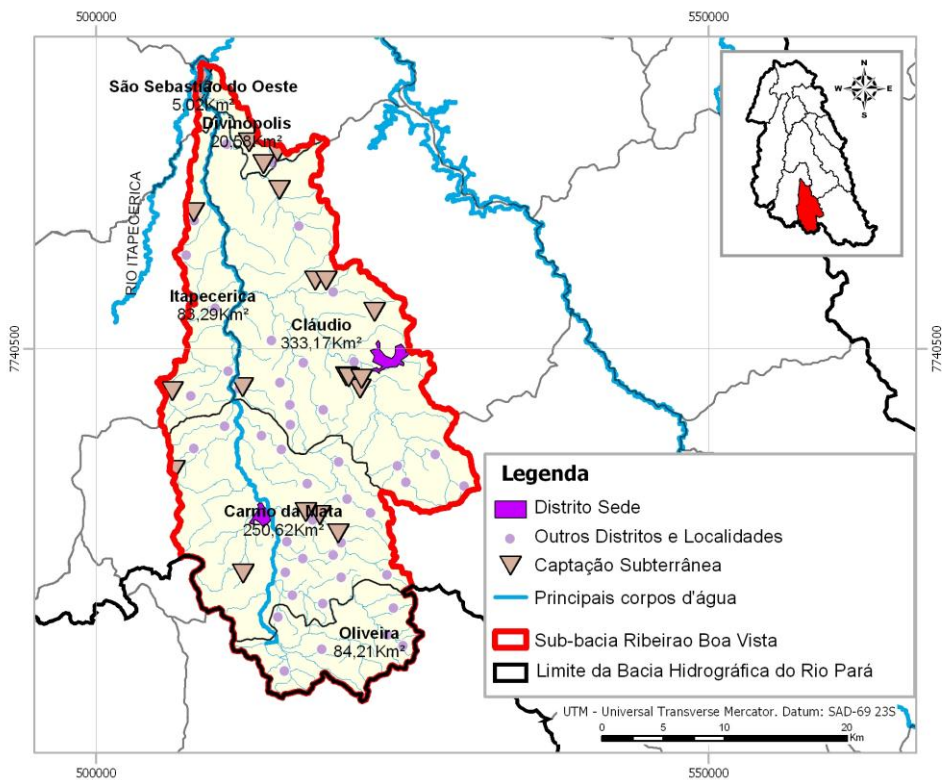 500000
550000
São Sebastião do Oeste
5,02Km²
Divinópolis
20,58Km²
N
W
E
S
RIO ITAPECERICA
Itapecerica
83,29Km²
Cláudio
333,17Km²
7740500
7740500
Carmo da Mata
250,62Km²
Oliveira
84,21Km²
Legenda
Distrito Sede
Outros Distritos e Localidades
Captação Subterrânea
Principais corpos d'água
Sub-bacia Ribeirao Boa Vista
Limite da Bacia Hidrográfica do Rio Pará
UTM - Universal Transverse Mercator. Datum: SAD-69 23S
0 5 10 20
Km
500000
550000